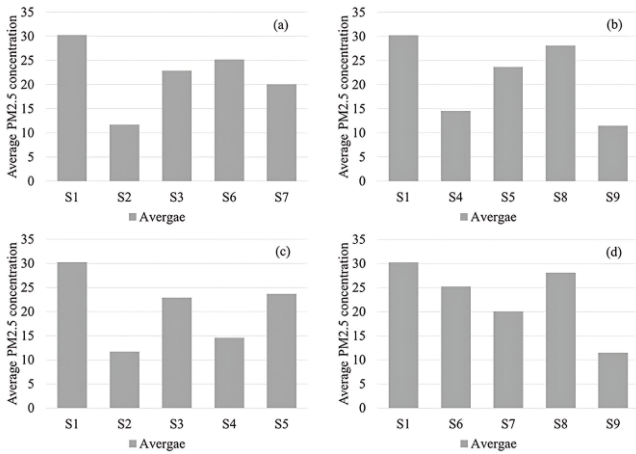 (a)
Average PM2.5 concentration
35
30
25
20
15
10
5
0
S1 S2 S3 S6 S7
Avergae
(b)
Average PM2.5 concentration
35
30
25
20
15
10
5
0
S1 S4 S5 S8 S9
Avergae
(c)
Average PM2.5 concentration
35
30
25
20
15
10
5
0
S1 S2 S3 S4 S5
Avergae
(d)
Average PM2.5 concentration
35
30
25
20
15
10
5
0
S1 S6 S7 S8 S9
Avergae